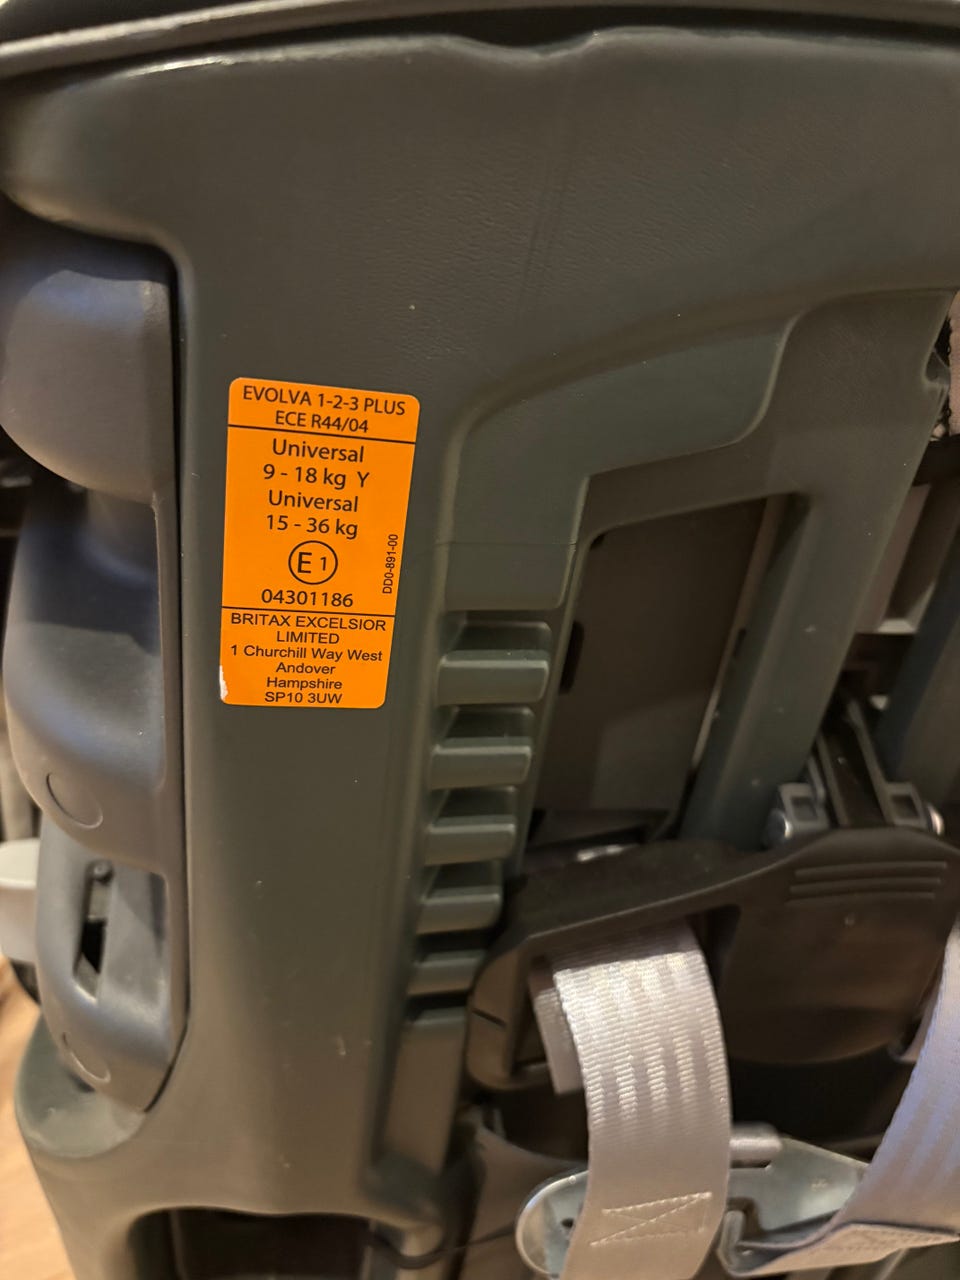 EVOLVA 1-2-3 PLUS
ECE R44/04
Universal
9 - 18 kg Y
Universal
15 - 36 kg
E 1
04301186
DD0-891-00
BRITAX EXCELSIOR
LIMITED
1 Churchill Way West
Andover
Hampshire
SP10 3UW